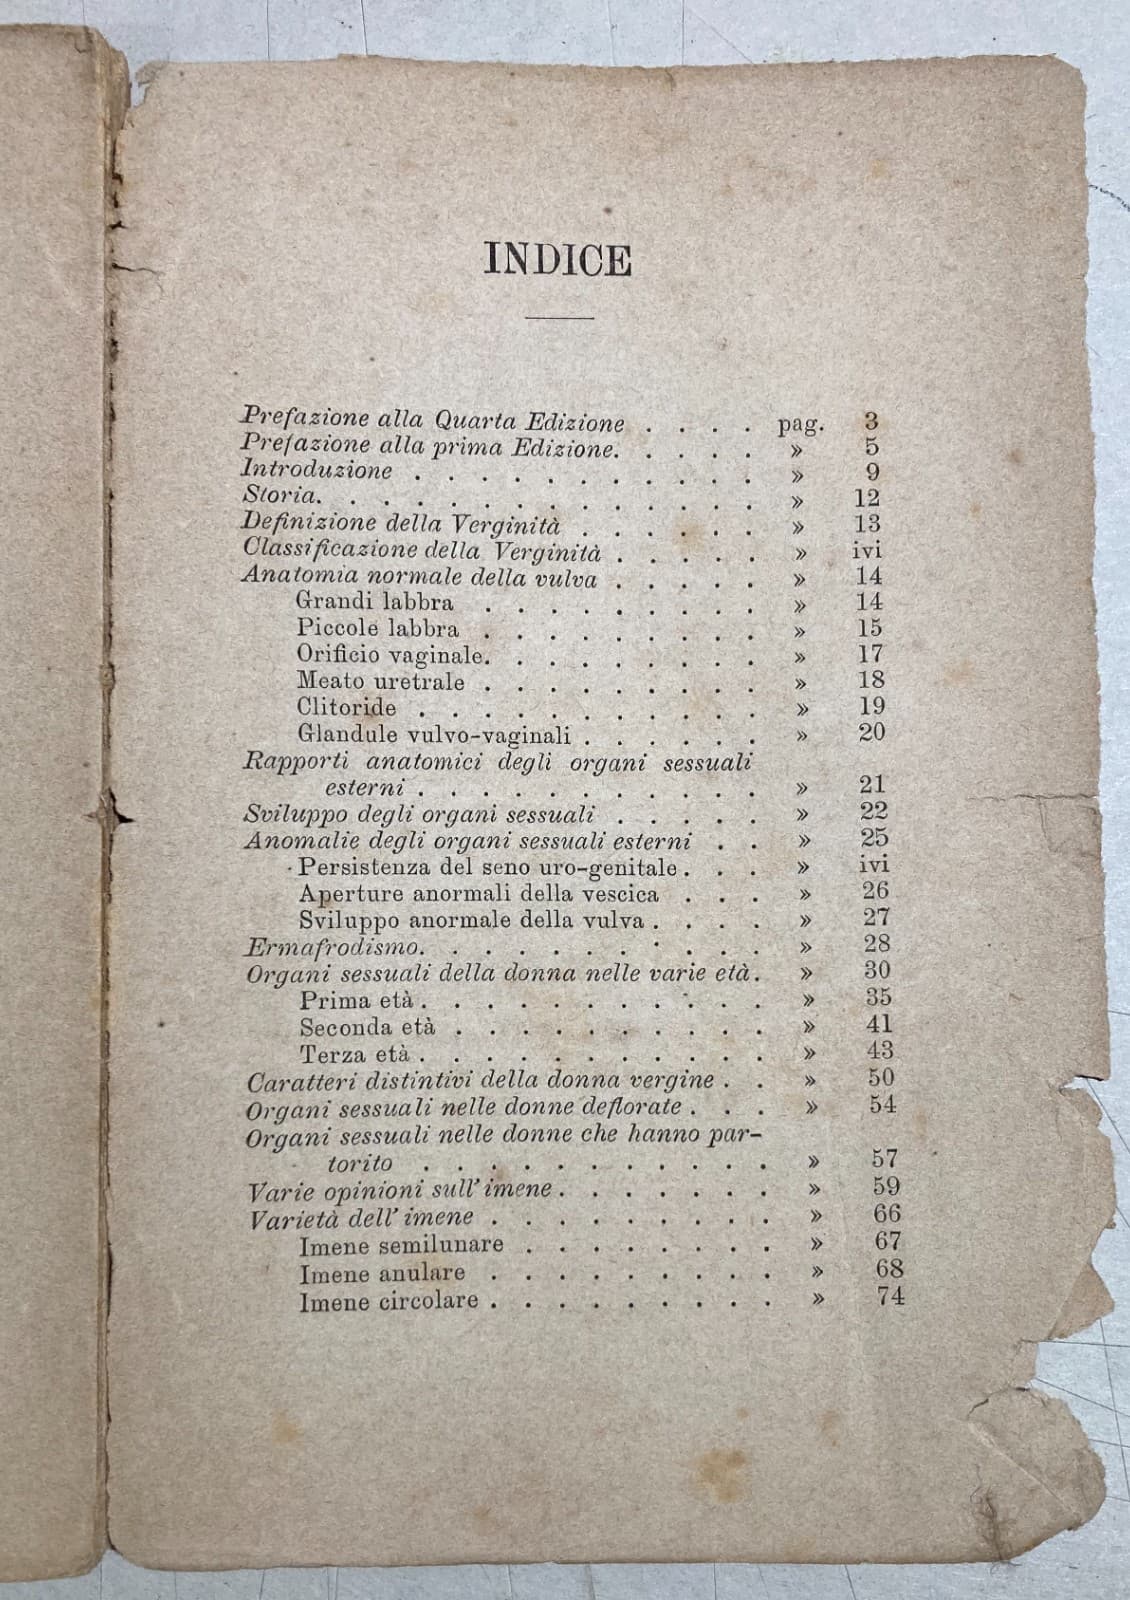 INDICE
Prefazione alla Quarta Edizione . . . . pag. 3
Prefazione alla prima Edizione. . . . . » 5
Introduzione . . . . . . . . . . . » 9
Storia. . . . . . . . . . . . . . » 12
Definizione della Verginità . . . . . . » 13
Classificazione della Verginità . . . . . » ivi
Anatomia normale della vulva . . . . . » 14
Grandi labbra . . . . . . . . . » 14
Piccole labbra . . . . . . . . . » 15
Orificio vaginale. . . . . . . . . » 17
Meato uretrale . . . . . . . . . » 18
Clitoride . . . . . . . . . . . » 19
Glandule vulvo-vaginali . . . . . . » 20
Rapporti anatomici degli organi sessuali
esterni . . . . . . . . . . . » 21
Sviluppo degli organi sessuali . . . . . » 22
Anomalie degli organi sessuali esterni . . » 25
Persistenza del seno uro-genitale . . . » ivi
Aperture anormali della vescica . . . » 26
Sviluppo anormale della vulva . . . . » 27
Ermafrodismo. . . . . . . . . . . » 28
Organi sessuali della donna nelle varie età . » 30
Prima età . . . . . . . . . . . » 35
Seconda età . . . . . . . . . . » 41
Terza età . . . . . . . . . . . » 43
Caratteri distintivi della donna vergine . . » 50
Organi sessuali nelle donne deflorate . . . » 54
Organi sessuali nelle donne che hanno par-
torito . . . . . . . . . . . » 57
Varie opinioni sull' imene . . . . . . . » 59
Varietà dell' imene . . . . . . . . . » 66
Imene semilunare . . . . . . . . » 67
Imene anulare . . . . . . . . . » 68
Imene circolare . . . . . . . . . » 74